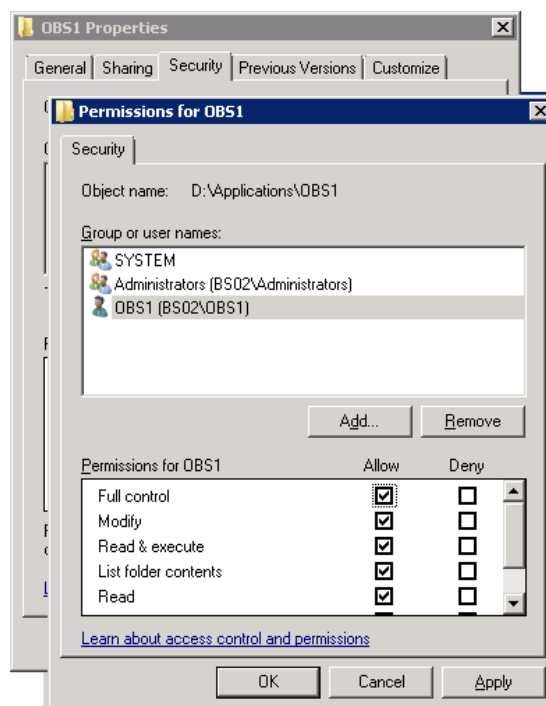 OBS1 Properties
General Sharing Security Previous Versions Customize
Permissions for OBS1
Security
Object name: D:\Applications\OBS1
Group or user names:
SYSTEM
Administrators (BS02\Administrators)
OBS1 (BS02\OBS1)
Add... Remove
Permissions for OBS1 Allow Deny
Full control
Modify
Read & execute
List folder contents
Read
Learn about access control and permissions
OK Cancel Apply